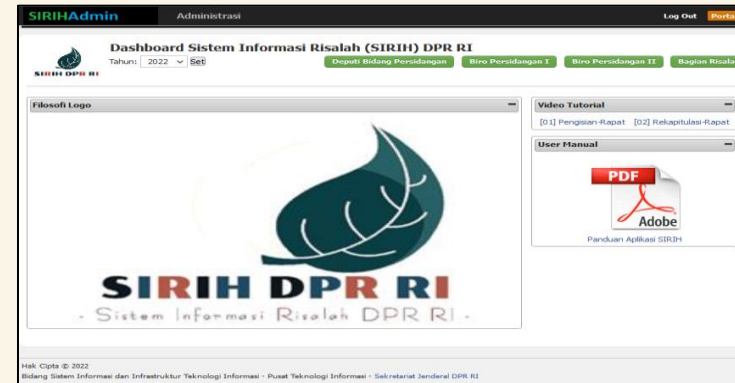 SIRIHAdmin Administrasi Log Out Porta
Dashboard Sistem Informasi Risalah (SIRIH) DPR RI
Tahun: 2022 Set Deputi Bidang Persidangan Biro Persidangan I Biro Persidangan II Bagian Risala
SIRIH DPR RI
Filosofi Logo
SIRIH DPR RI
- Sistem Informasi Risalah DPR RI -
Video Tutorial
[01] Pengisian-Rapat [02] Rekapitulasi-Rapat
User Manual
PDF
Adobe
Panduan Aplikasi SIRIH
Hak Cipta © 2022
Bidang Sistem Informasi dan Infrastruktur Teknologi Informasi - Pusat Teknologi Informasi - Sekretariat Jenderal DPR RI